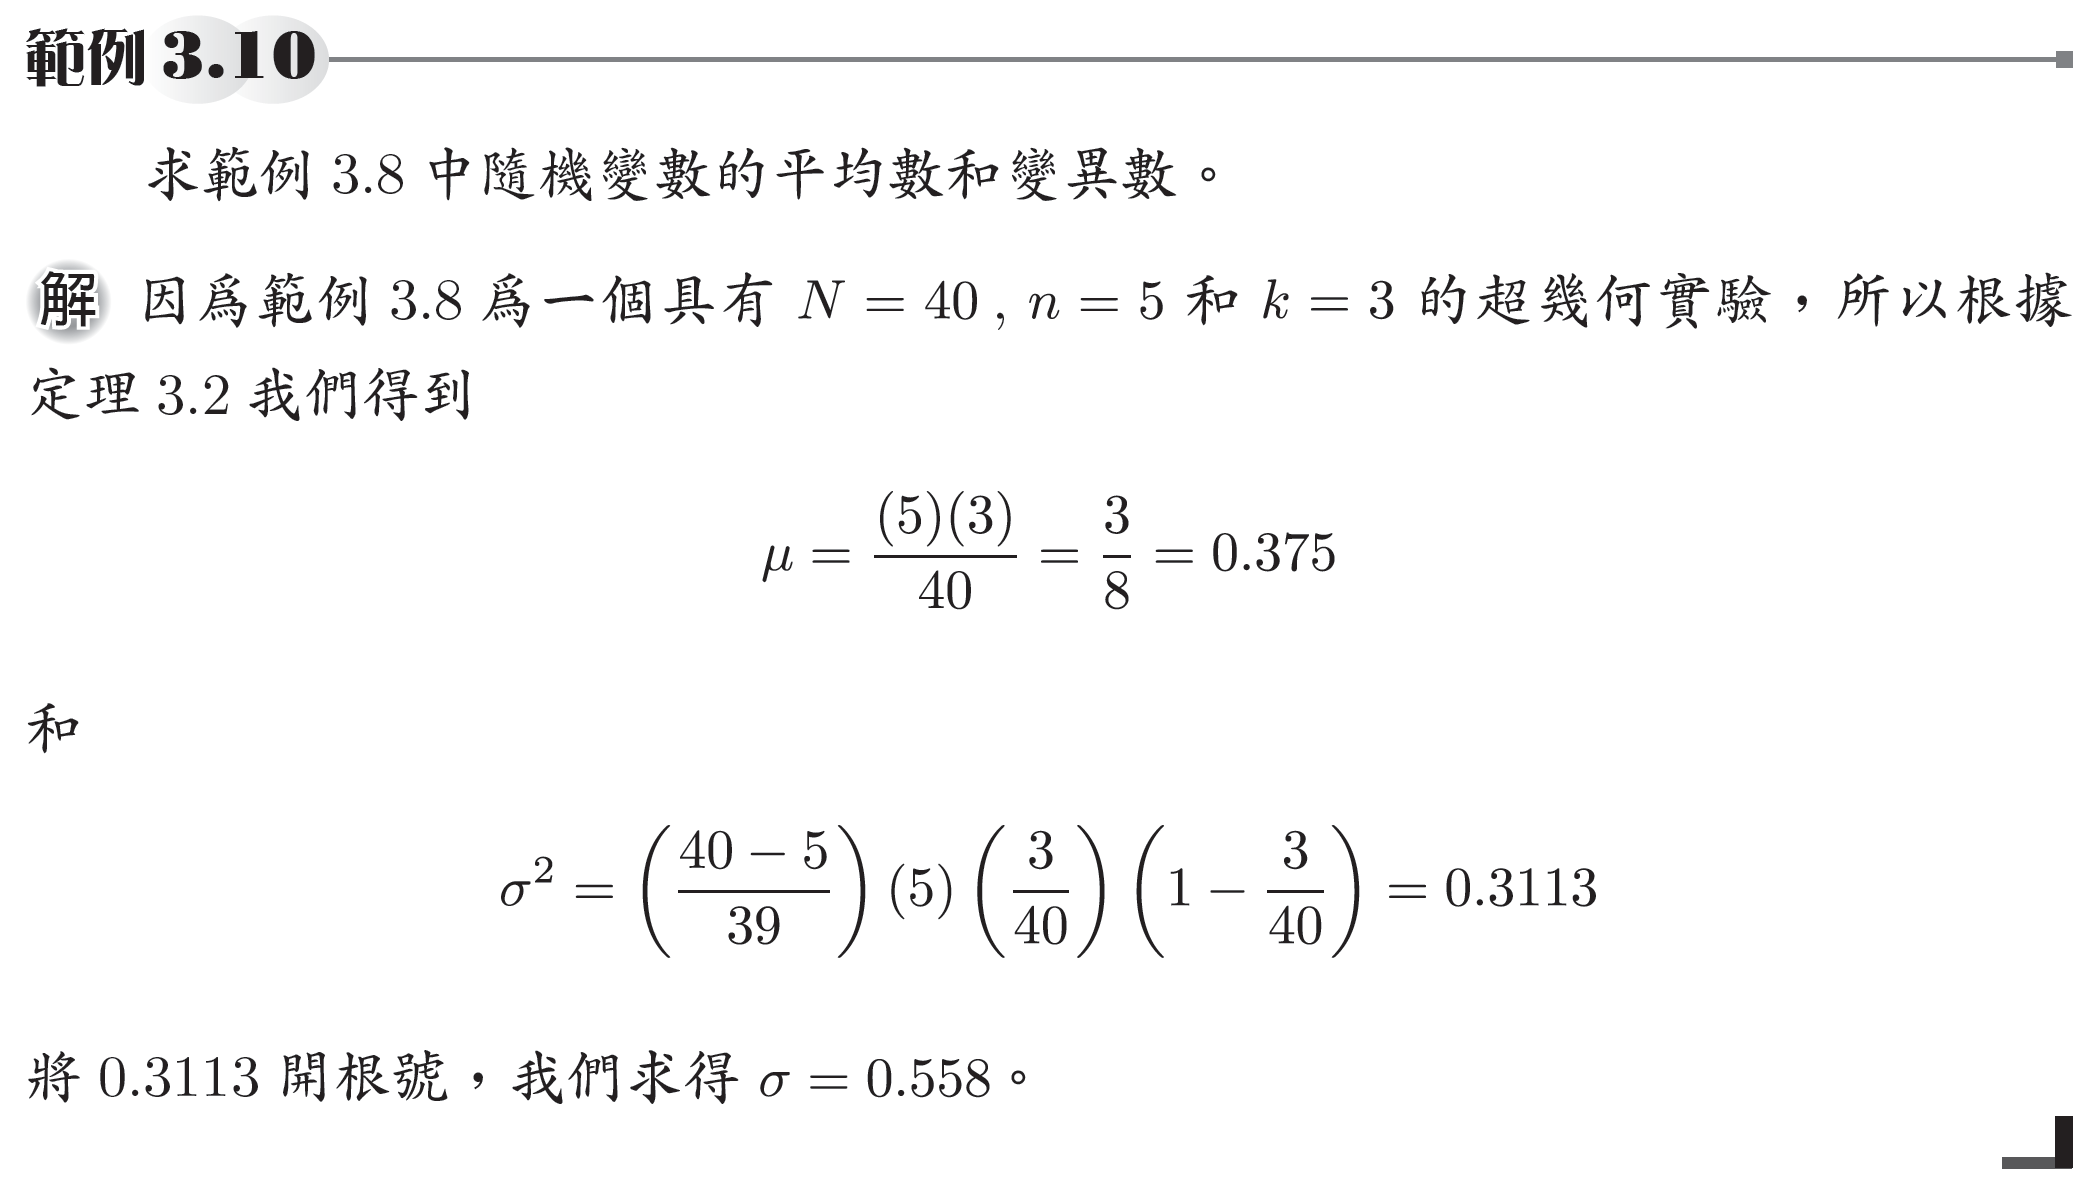 範例 3.10
求範例 3.8 中隨機變數的平均數和變異數。
解 因爲範例 3.8 爲一個具有 N = 40 , n = 5 和 k = 3 的超幾何實驗，所以根據
定理 3.2 我們得到
μ = \frac{(5)(3)}{40} = \frac{3}{8} = 0.375
和
σ² = \left(\frac{40 − 5}{39}\right) (5) \left(\frac{3}{40}\right) \left(1 − \frac{3}{40}\right) = 0.3113
將 0.3113 開根號，我們求得 σ = 0.558。